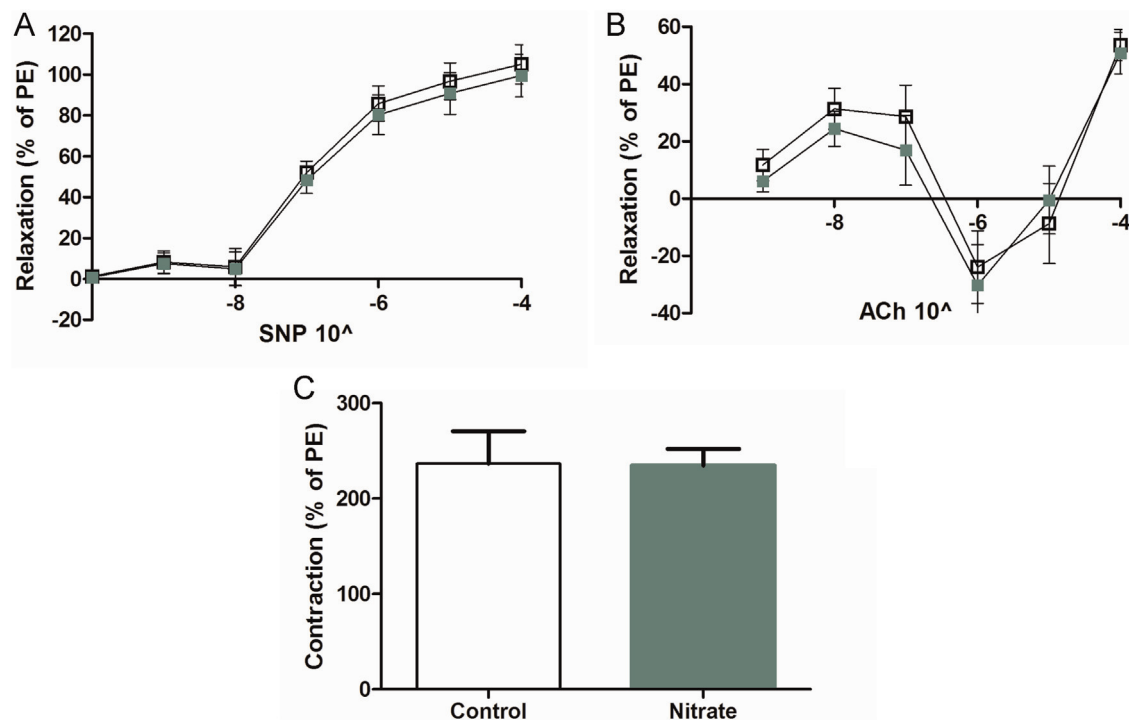 A
Relaxation (% of PE)
120
100
80
60
40
20
0
-20
-8
-6
-4
SNP 10^
B
Relaxation (% of PE)
60
40
20
0
-20
-40
-8
-6
-4
ACh 10^
C
Contraction (% of PE)
300
200
100
0
Control
Nitrate